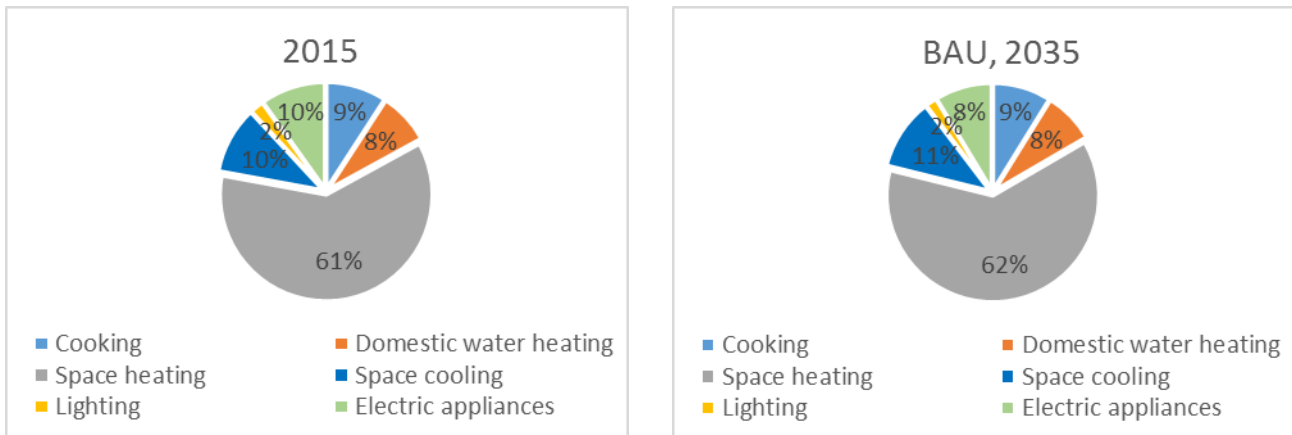 2015
10%
9%
2%
8%
10%
61%
Cooking
Domestic water heating
Space heating
Space cooling
Lighting
Electric appliances
BAU, 2035
8%
9%
2%
8%
11%
62%
Cooking
Domestic water heating
Space heating
Space cooling
Lighting
Electric appliances